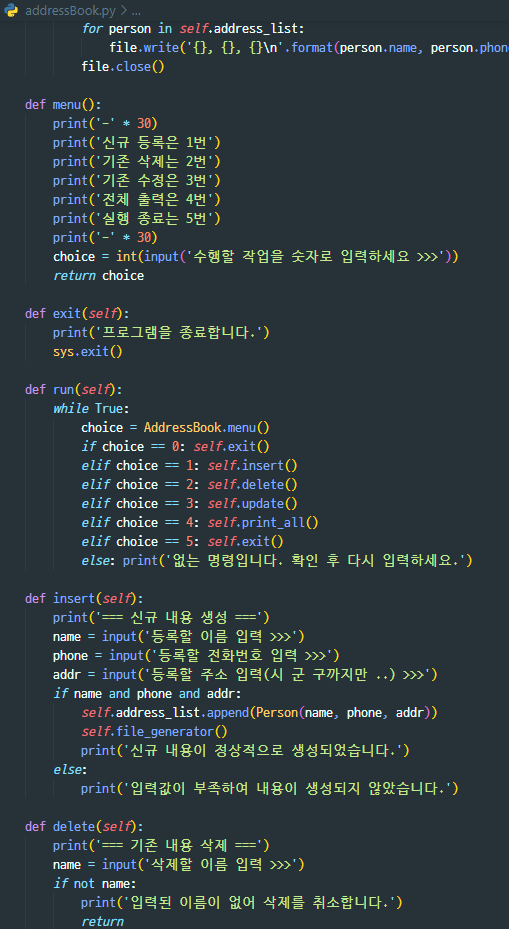 addressBook.py > ...
for person in self.address_list:
file.write('{}, {}, {}\n'.format(person.name, person.phone
file.close()
def menu():
print('-' * 30)
print('신규 등록은 1번')
print('기존 삭제는 2번')
print('기존 수정은 3번')
print('전체 출력은 4번')
print('실행 종료는 5번')
print('-' * 30)
choice = int(input('수행할 작업을 숫자로 입력하세요 >>>'))
return choice
def exit(self):
print('프로그램을 종료합니다.')
sys.exit()
def run(self):
while True:
choice = AddressBook.menu()
if choice == 0: self.exit()
elif choice == 1: self.insert()
elif choice == 2: self.delete()
elif choice == 3: self.update()
elif choice == 4: self.print_all()
elif choice == 5: self.exit()
else: print('없는 명령입니다. 확인 후 다시 입력하세요.')
def insert(self):
print('=== 신규 내용 생성 ===')
name = input('등록할 이름 입력 >>>')
phone = input('등록할 전화번호 입력 >>>')
addr = input('등록할 주소 입력(시 군 구까지만 ..) >>>')
if name and phone and addr:
self.address_list.append(Person(name, phone, addr))
self.file_generator()
print('신규 내용이 정상적으로 생성되었습니다.')
else:
print('입력값이 부족하여 내용이 생성되지 않았습니다.')
def delete(self):
print('=== 기존 내용 삭제 ===')
name = input('삭제할 이름 입력 >>>')
if not name:
print('입력된 이름이 없어 삭제를 취소합니다.')
return